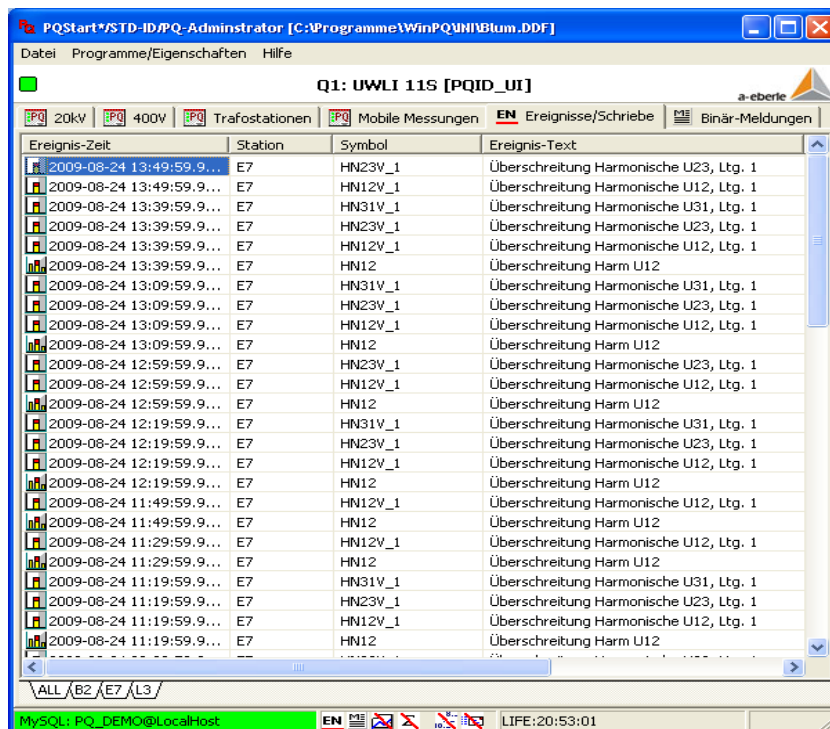 PQStart*/STD-ID/PQ-Adminstrator [C:\Programme\WinPQ\INI\Blum.DDF]
Datei Programme/Eigenschaften Hilfe
Q1: UWLI 11S [PQID_UI]
a-eberle
PQ 20kV PQ 400V PQ Trafostationen PQ Mobile Messungen EN Ereignisse/Schriebe ME Binär-Meldungen
Ereignis-Zeit Station Symbol Ereignis-Text
2009-08-24 13:49:59.9... E7 HN23V_1 Überschreitung Harmonische U23, Ltg. 1
2009-08-24 13:49:59.9... E7 HN12V_1 Überschreitung Harmonische U12, Ltg. 1
2009-08-24 13:39:59.9... E7 HN31V_1 Überschreitung Harmonische U31, Ltg. 1
2009-08-24 13:39:59.9... E7 HN23V_1 Überschreitung Harmonische U23, Ltg. 1
2009-08-24 13:39:59.9... E7 HN12V_1 Überschreitung Harmonische U12, Ltg. 1
2009-08-24 13:39:59.9... E7 HN12 Überschreitung Harm U12
2009-08-24 13:09:59.9... E7 HN31V_1 Überschreitung Harmonische U31, Ltg. 1
2009-08-24 13:09:59.9... E7 HN23V_1 Überschreitung Harmonische U23, Ltg. 1
2009-08-24 13:09:59.9... E7 HN12V_1 Überschreitung Harmonische U12, Ltg. 1
2009-08-24 13:09:59.9... E7 HN12 Überschreitung Harm U12
2009-08-24 12:59:59.9... E7 HN23V_1 Überschreitung Harmonische U23, Ltg. 1
2009-08-24 12:59:59.9... E7 HN12V_1 Überschreitung Harmonische U12, Ltg. 1
2009-08-24 12:59:59.9... E7 HN12 Überschreitung Harm U12
2009-08-24 12:19:59.9... E7 HN31V_1 Überschreitung Harmonische U31, Ltg. 1
2009-08-24 12:19:59.9... E7 HN23V_1 Überschreitung Harmonische U23, Ltg. 1
2009-08-24 12:19:59.9... E7 HN12V_1 Überschreitung Harmonische U12, Ltg. 1
2009-08-24 12:19:59.9... E7 HN12 Überschreitung Harm U12
2009-08-24 11:49:59.9... E7 HN12V_1 Überschreitung Harmonische U12, Ltg. 1
2009-08-24 11:49:59.9... E7 HN12 Überschreitung Harm U12
2009-08-24 11:29:59.9... E7 HN12V_1 Überschreitung Harmonische U12, Ltg. 1
2009-08-24 11:29:59.9... E7 HN12 Überschreitung Harm U12
2009-08-24 11:19:59.9... E7 HN31V_1 Überschreitung Harmonische U31, Ltg. 1
2009-08-24 11:19:59.9... E7 HN23V_1 Überschreitung Harmonische U23, Ltg. 1
2009-08-24 11:19:59.9... E7 HN12V_1 Überschreitung Harmonische U12, Ltg. 1
2009-08-24 11:19:59.9... E7 HN12 Überschreitung Harm U12
ALL B2 E7 L3
MySQL: PQ_DEMO@LocalHost EN ME LIFE:20:53:01